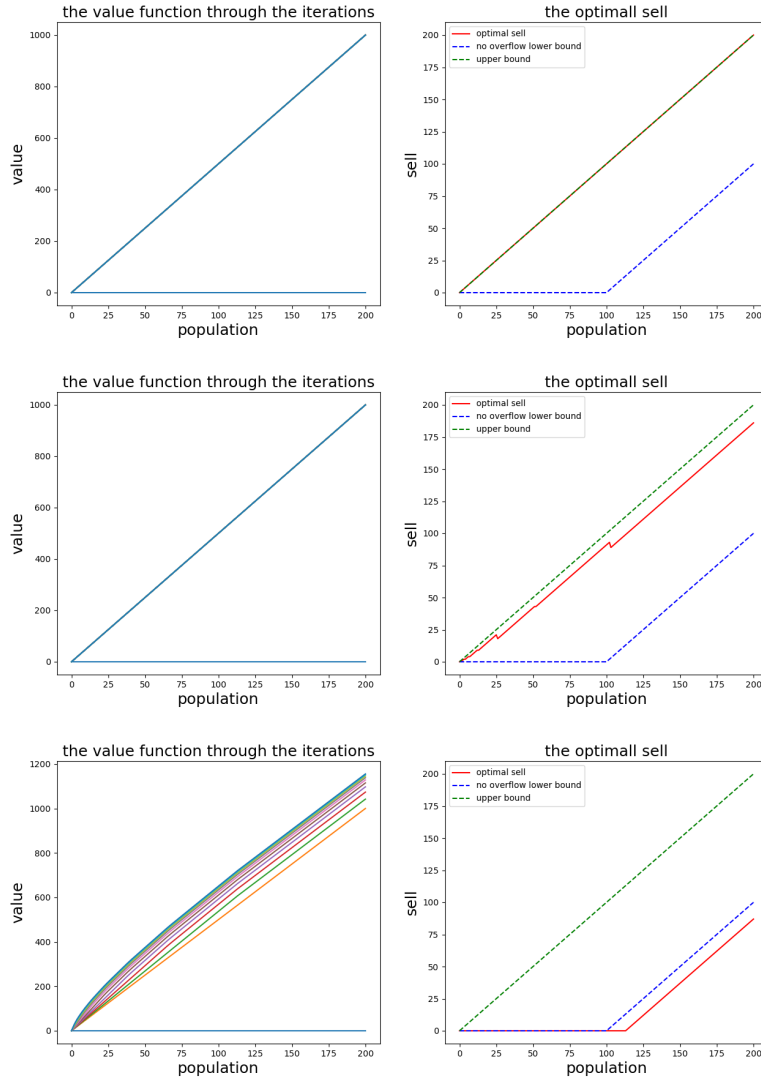 the value function through the iterations
1000
800
600
400
200
0
value
0 25 50 75 100 125 150 175 200
population
the optimall sell
optimal sell
no overflow lower bound
upper bound
200
175
150
125
100
75
50
25
0
sell
0 25 50 75 100 125 150 175 200
population
the value function through the iterations
1000
800
600
400
200
0
value
0 25 50 75 100 125 150 175 200
population
the optimall sell
optimal sell
no overflow lower bound
upper bound
200
175
150
125
100
75
50
25
0
sell
0 25 50 75 100 125 150 175 200
population
the value function through the iterations
1200
1000
800
600
400
200
0
value
0 25 50 75 100 125 150 175 200
population
the optimall sell
optimal sell
no overflow lower bound
upper bound
200
175
150
125
100
75
50
25
0
sell
0 25 50 75 100 125 150 175 200
population